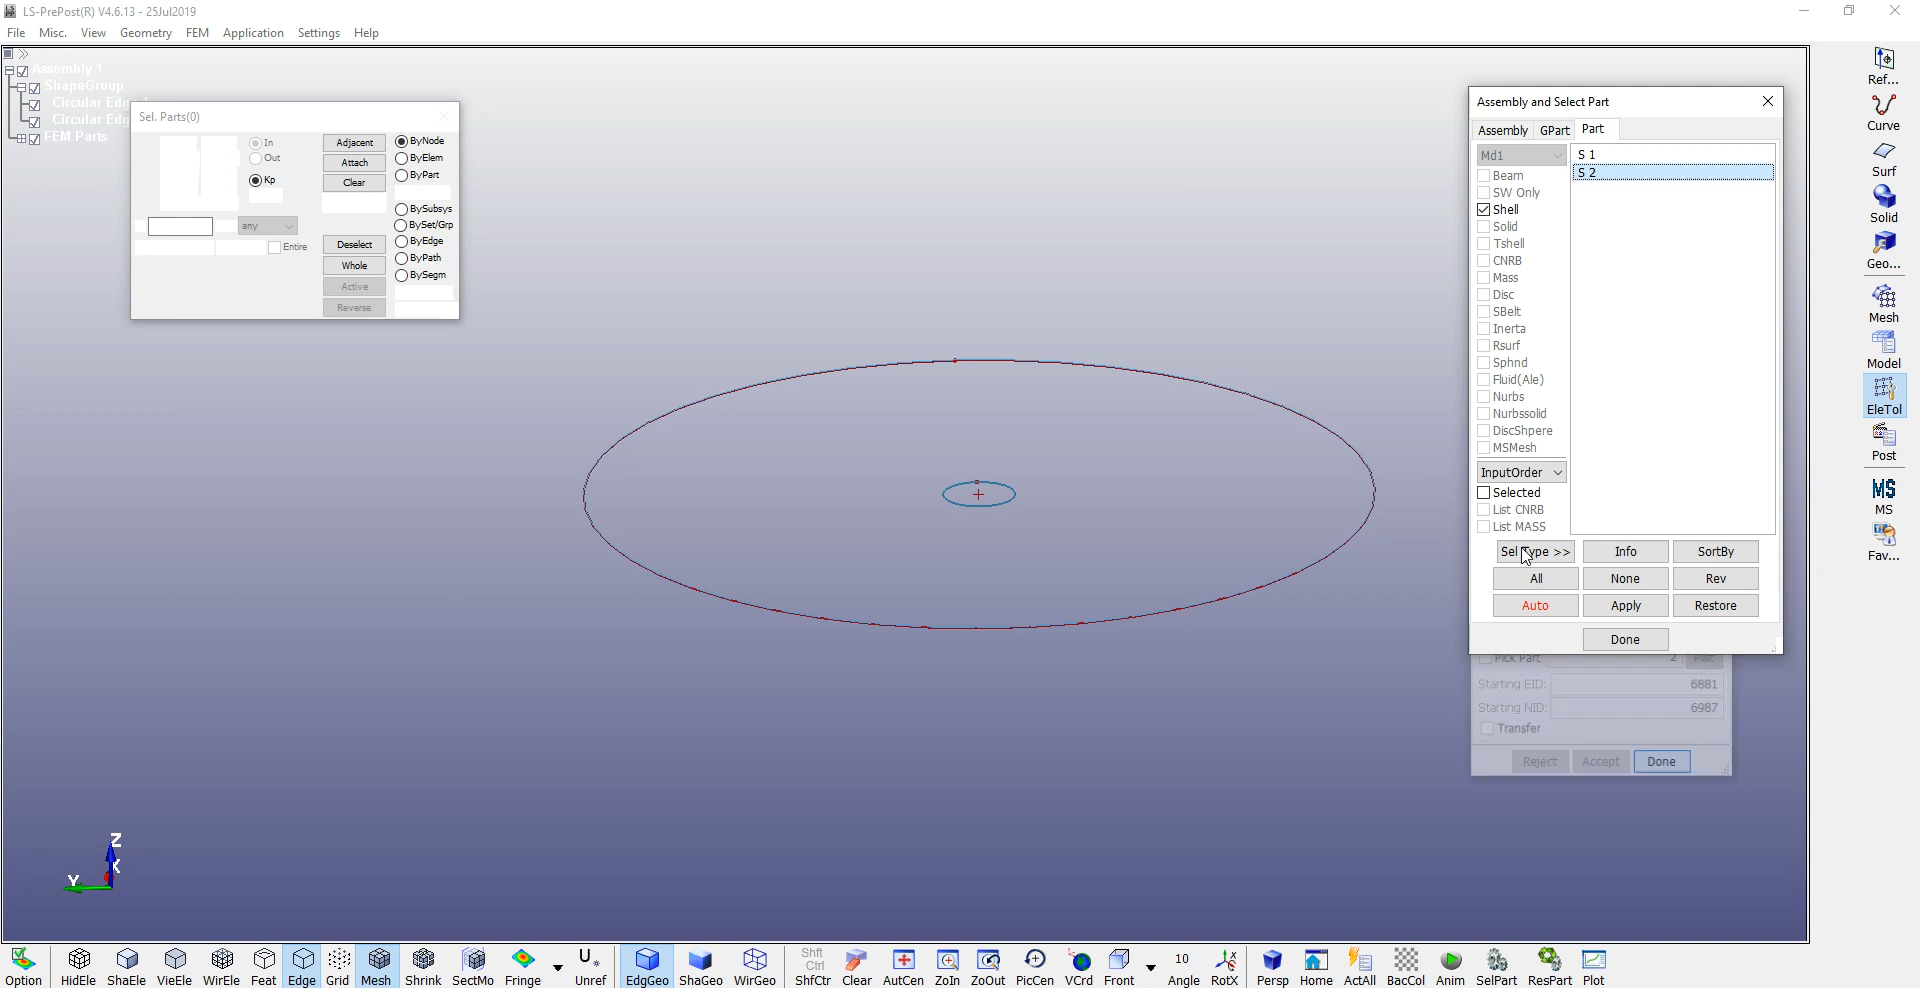 LS-PrePost(R) V4.6.13 - 25Jul2019
File Misc. View Geometry FEM Application Settings Help
Assembly 1
ShapeGroup
Circular Edg
Circular Edg
FEM Parts
Sel. Parts(0)
In
Out
Kp
any
Entire
Adjacent
Attach
Clear
Deselect
Whole
Active
Reverse
ByNode
ByElem
ByPart
BySubsys
BySet/Grp
ByEdge
ByPath
BySegm
Assembly and Select Part
Assembly GPart Part
Md1
Beam
SW Only
Shell
Solid
Tshell
CNRB
Mass
Disc
SBelt
Inerta
Rsurf
Sphnd
Fluid(Ale)
Nurbs
Nurbssolid
DiscShpere
MSMesh
InputOrder
Selected
List CNRB
List MASS
S 1
S 2
Sel Type >> Info SortBy
All None Rev
Auto Apply Restore
Done
Pick Part 2
Starting EID: 6881
Starting NID: 6987
Transfer
Reject Accept Done
Ref...
Curve
Surf
Solid
Geo...
Mesh
Model
EleTol
Post
MS
MS
Fav...
Z
Y
X
Option HidEle ShaEle VieEle WirEle Feat Edge Grid Mesh Shrink SectMo Fringe
U
Unref EdgGeo ShaGeo WirGeo
Shft
Ctrl
ShfCtr Clear AutCen ZoIn ZoOut PicCen VCrd Front
10
Angle RotX Persp Home ActAll BacCol Anim SelPart ResPart Plot